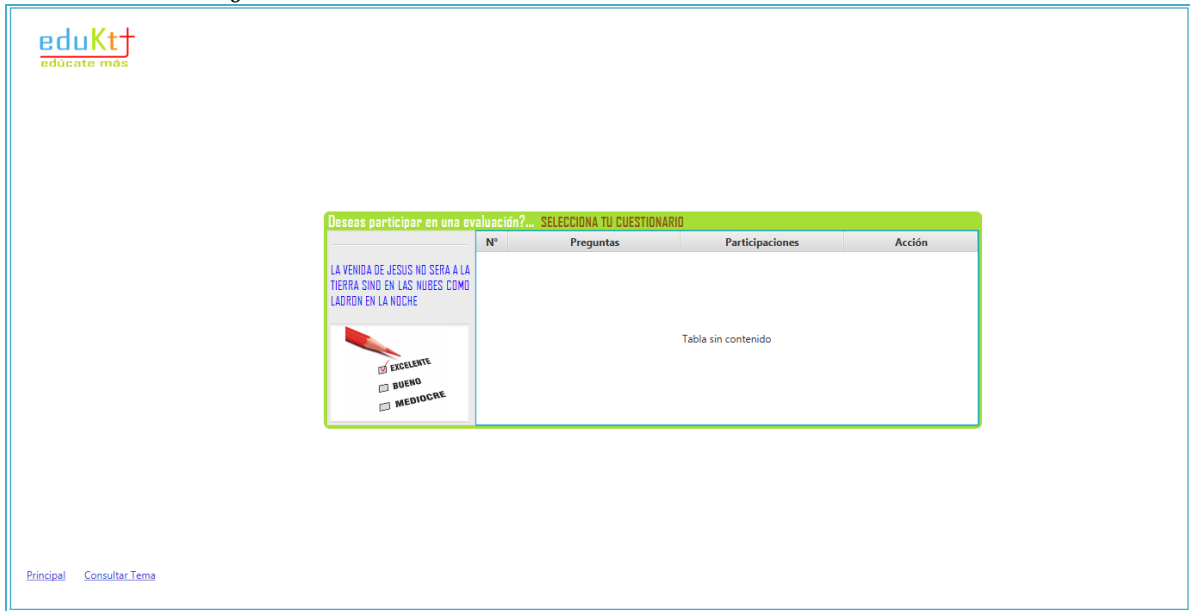 eduKt†
edúcate más
Deseas participar en una evaluación?... SELECCIONA TU CUESTIONARIO
N° Preguntas Participaciones Acción
LA VENIDA DE JESUS NO SERA A LA
TIERRA SINO EN LAS NUBES COMO
LADRON EN LA NOCHE
Tabla sin contenido
EXCELENTE
BUENO
MEDIOCRE
Principal Consultar Tema